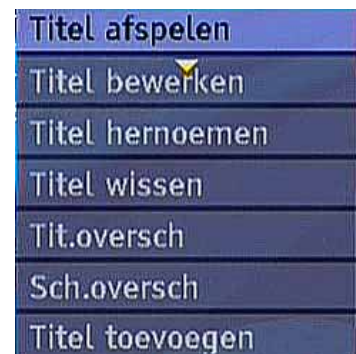 Titel afspelen
Titel bewerken
Titel hernoemen
Titel wissen
Tit.oversch
Sch.oversch
Titel toevoegen